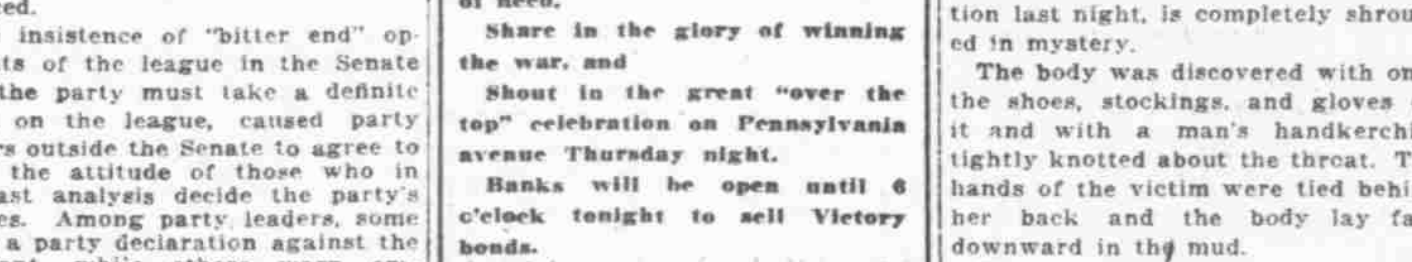 ced.
insistence of "bitter end" op-
ts of the league in the Senate
the party must take a definite
on the league, caused party
rs outside the Senate to agree to
the attitude of those who in
ast analysis decide the party's
es. Among party leaders, some
a party declaration against the
of need.
Share in the glory of winning
the war, and
Shout in the great "over the
top" celebration on Pennsylvania
avenue Thursday night.
Banks will be open until 6
o'clock tonight to sell Victory
bonds.
tion last night, is completely shrou
ed in mystery.
The body was discovered with on
the shoes, stockings, and gloves
it and with a man's handkerchi
tightly knotted about the throat. T
hands of the victim were tied behi
her back and the body lay fa
downward in the mud.